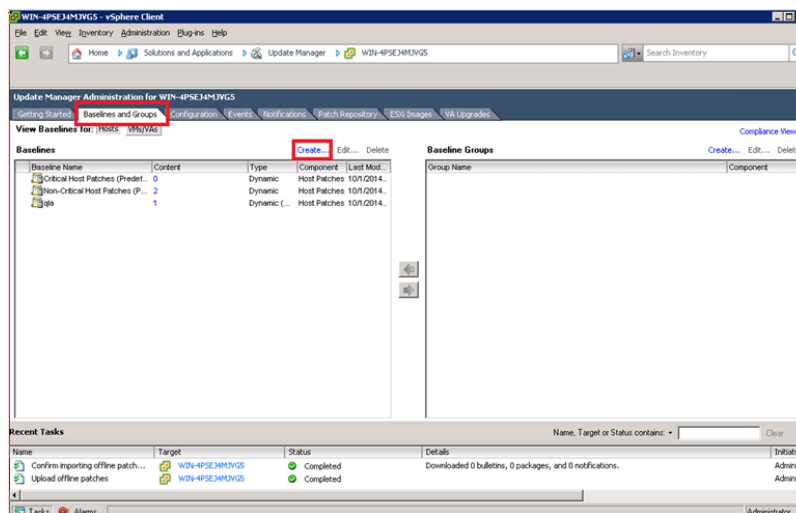 WIN-4PSEJ4MJVG5 - vSphere Client
File Edit View Inventory Administration Plug-ins Help
Home Solutions and Applications Update Manager WIN-4PSEJ4MJVG5 Search Inventory
Update Manager Administration for WIN-4PSEJ4MJVG5
Getting Started Baselines and Groups Configuration Events Notifications Patch Repository ESXi Images VA Upgrades
View Baselines for: Hosts VMs/VAs Compliance View
Baselines Create... Edit... Delete Baseline Groups Create... Edit... Delet
Baseline Name Content Type Component Last Mod... Group Name Component
Critical Host Patches (Predef... 0 Dynamic Host Patches 10/1/2014...
Non-Critical Host Patches (P... 2 Dynamic Host Patches 10/1/2014...
qla 1 Dynamic (... Host Patches 10/1/2014...
Recent Tasks Name, Target or Status contains: Clear
Name Target Status Details Initiat
Confirm importing offline patch... WIN-4PSEJ4MJVG5 Completed Downloaded 0 bulletins, 0 packages, and 0 notifications. Admin
Upload offline patches WIN-4PSEJ4MJVG5 Completed Admin
Tasks Alarms Administrator